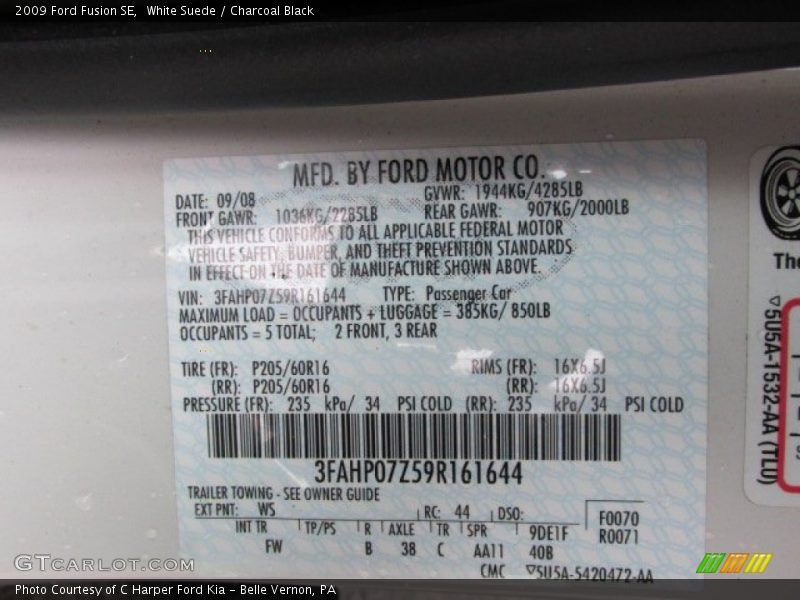 2009 Ford Fusion SE,  White Suede / Charcoal Black
MFD. BY FORD MOTOR CO.
DATE: 09/08 GVWR: 1944KG/4285LB
FRONT GAWR: 1036KG/2285LB REAR GAWR: 907KG/2000LB
THIS VEHICLE CONFORMS TO ALL APPLICABLE FEDERAL MOTOR
VEHICLE SAFETY, BUMPER, AND THEFT PREVENTION STANDARDS
IN EFFECT ON THE DATE OF MANUFACTURE SHOWN ABOVE.
VIN: 3FAHP07Z59R161644 TYPE: Passenger Car
MAXIMUM LOAD = OCCUPANTS + LUGGAGE = 385KG/ 850LB
OCCUPANTS = 5 TOTAL; 2 FRONT, 3 REAR
TIRE (FR): P205/60R16 RIMS (FR): 16X6.5J
(RR): P205/60R16 (RR): 16X6.5J
PRESSURE (FR): 235 kPa/ 34 PSI COLD (RR): 235 kPa/ 34 PSI COLD
3FAHP07Z59R161644
TRAILER TOWING - SEE OWNER GUIDE
EXT PNT: WS RC: 44 DSO: F0070
INT TR TP/PS R AXLE TR SPR 9DE1F R0071
FW B 38 C AA11 40B
CMC ▽5U5A-5420472-AA
The
▽5U5A-1532-AA (TLU)
GTCARLOT.COM
Photo Courtesy of C Harper Ford Kia - Belle Vernon, PA